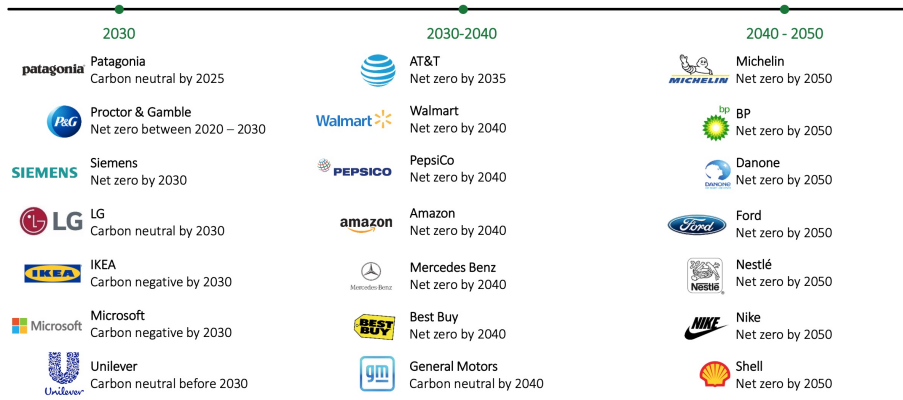 2030
patagonia
Patagonia
Carbon neutral by 2025
P&G
Proctor & Gamble
Net zero between 2020 – 2030
SIEMENS
Siemens
Net zero by 2030
LG
LG
Carbon neutral by 2030
IKEA
IKEA
Carbon negative by 2030
Microsoft
Microsoft
Carbon negative by 2030
Unilever
Unilever
Carbon neutral before 2030
2030-2040
AT&T
Net zero by 2035
Walmart
Walmart
Net zero by 2040
PEPSICO
PepsiCo
Net zero by 2040
amazon
Amazon
Net zero by 2040
Mercedes-Benz
Mercedes Benz
Net zero by 2040
BEST
BUY
Best Buy
Net zero by 2040
gm
General Motors
Carbon neutral by 2040
2040 - 2050
MICHELIN
Michelin
Net zero by 2050
bp
BP
Net zero by 2050
DANONE
Danone
Net zero by 2050
Ford
Ford
Net zero by 2050
Nestlé
Nestlé
Net zero by 2050
NIKE
Nike
Net zero by 2050
Shell
Net zero by 2050